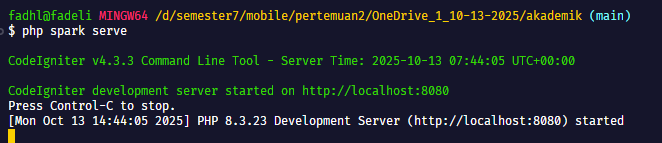 fadhl@fadeli MINGW64 /d/semester7/mobile/pertemuan2/OneDrive_1_10-13-2025/akademik (main)
$ php spark serve
CodeIgniter v4.3.3 Command Line Tool - Server Time: 2025-10-13 07:44:05 UTC+00:00
CodeIgniter development server started on http://localhost:8080
Press Control-C to stop.
[Mon Oct 13 14:44:05 2025] PHP 8.3.23 Development Server (http://localhost:8080) started